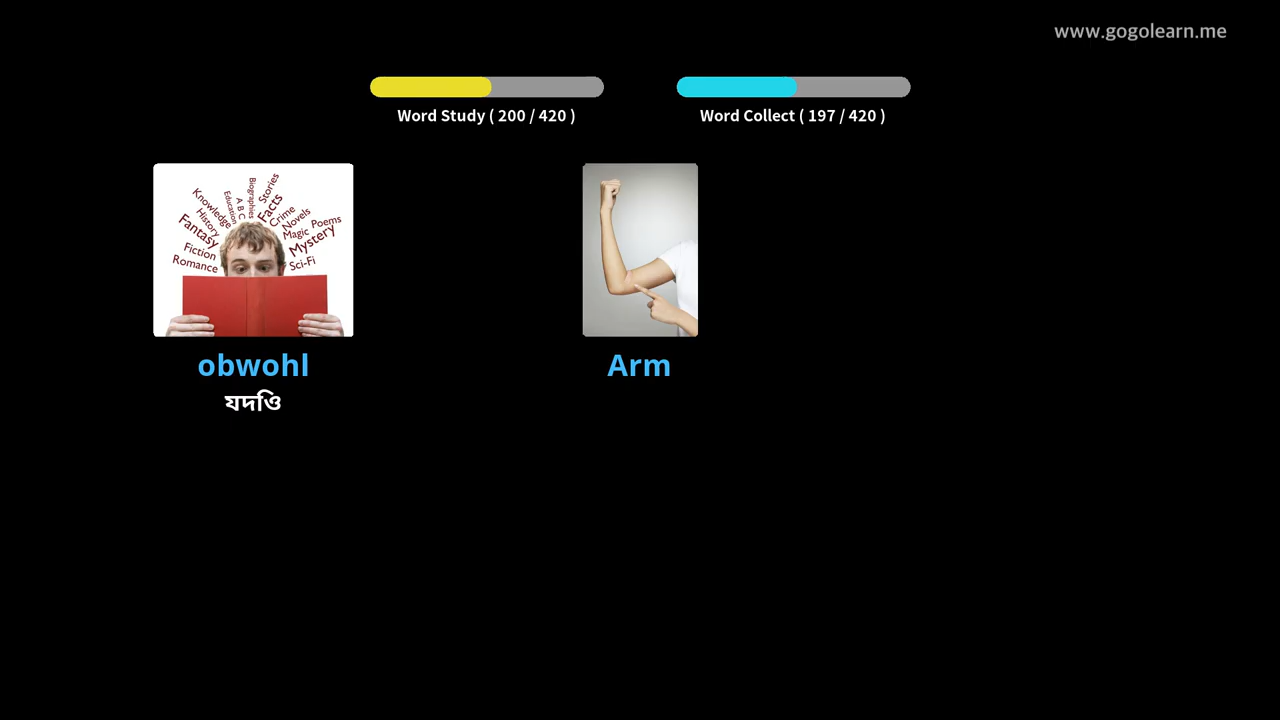 www.gogolearn.me
Word Study ( 200 / 420 )
Word Collect ( 197 / 420 )
Knowledge
History
Education
A B C
Biographies
Stories
Facts
Crime
Novels
Magic
Poems
Mystery
Sci-Fi
Fantasy
Fiction
Romance
obwohl
Arm
যদিও